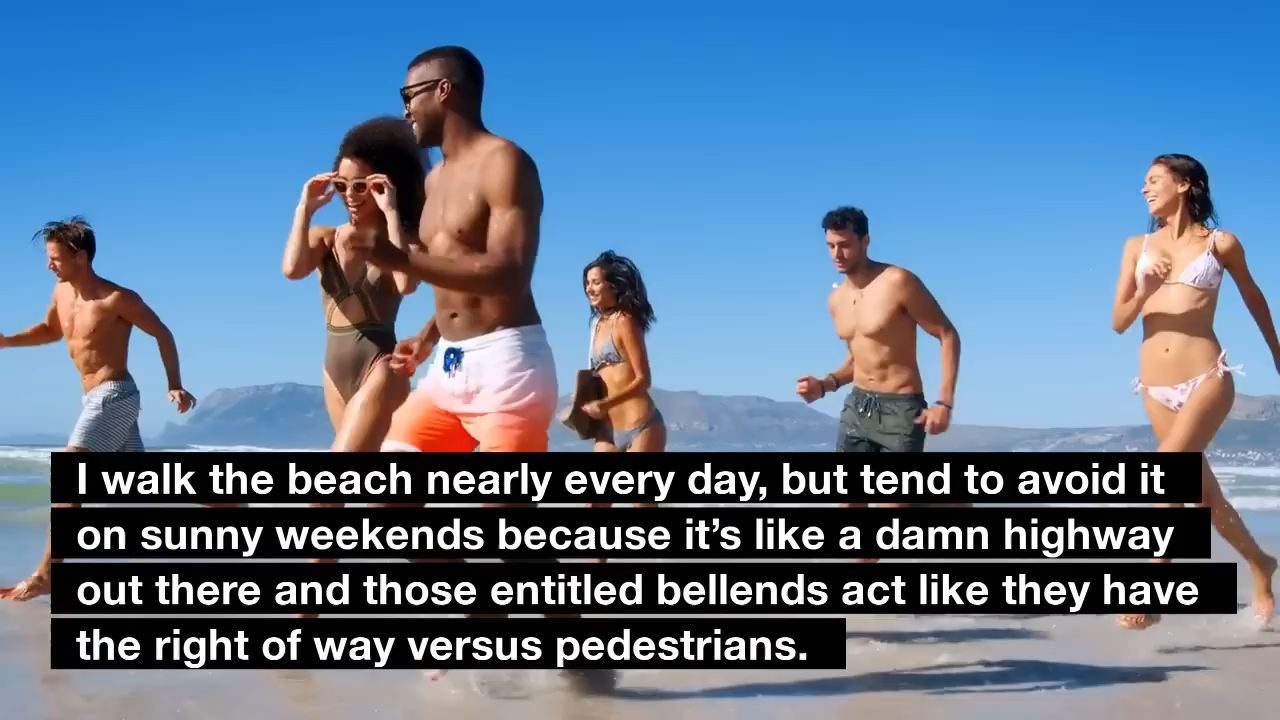 I walk the beach nearly every day, but tend to avoid it
on sunny weekends because it’s like a damn highway
out there and those entitled bellends act like they have
the right of way versus pedestrians.